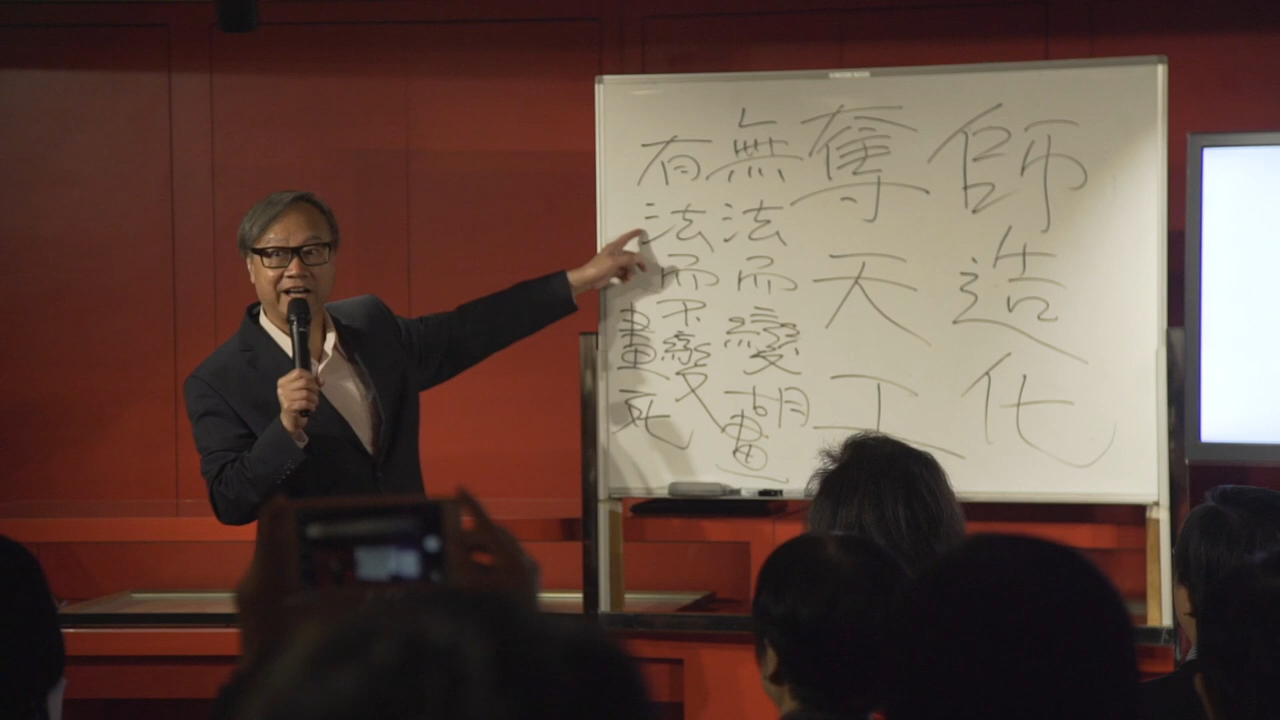 師造化
奪天工
無法而變胡畫
有法而不變
畫死